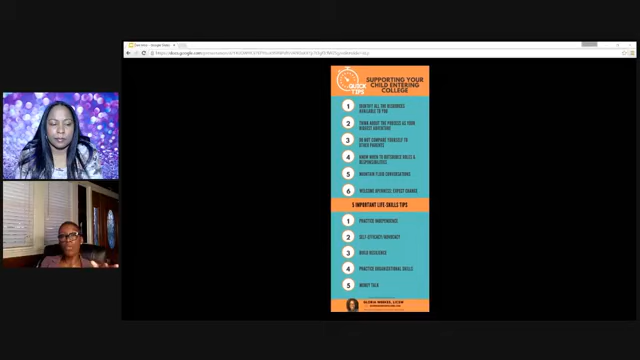 QUICK
TIPS
SUPPORTING YOUR
CHILD ENTERING
COLLEGE
1 IDENTIFY ALL THE RESOURCES
AVAILABLE TO YOU
2 THINK ABOUT THE PROCESS AS YOUR
BIGGEST ADVENTURE
3 DO NOT COMPARE YOURSELF TO
OTHER PARENTS
4 KNOW WHEN TO OUTSOURCE ROLES &
RESPONSIBILITIES
5 MAINTAIN FLUID CONVERSATIONS
6 WELCOME ADVANCES; EXPECT CHANGE
5 IMPORTANT LIFE-SKILLS TIPS
1 PRACTICE INDEPENDENCE
2 SELF-EFFICACY/ADVOCACY
3 BUILD RESILIENCE
4 PRACTICE ORGANIZATIONAL SKILLS
5 MONEY TALK